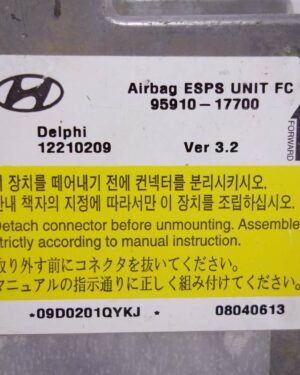 Airbag ESPS UNIT FC
95910-17700
FORWARD
Delphi
12210209 Ver 3.2
장치를 떼어내기 전에 컨넥터를 분리시키시오.
안내 책자의 지정에 따라서만 이 장치를 조립하십시오.
Detach connector before unmounting. Assemble
strictly according to manual instruction.
取り外す前にコネクタを抜いてください。
マニュアルの指示通りに正しく組み付けてください。
*09D0201QYKJ * 08040613